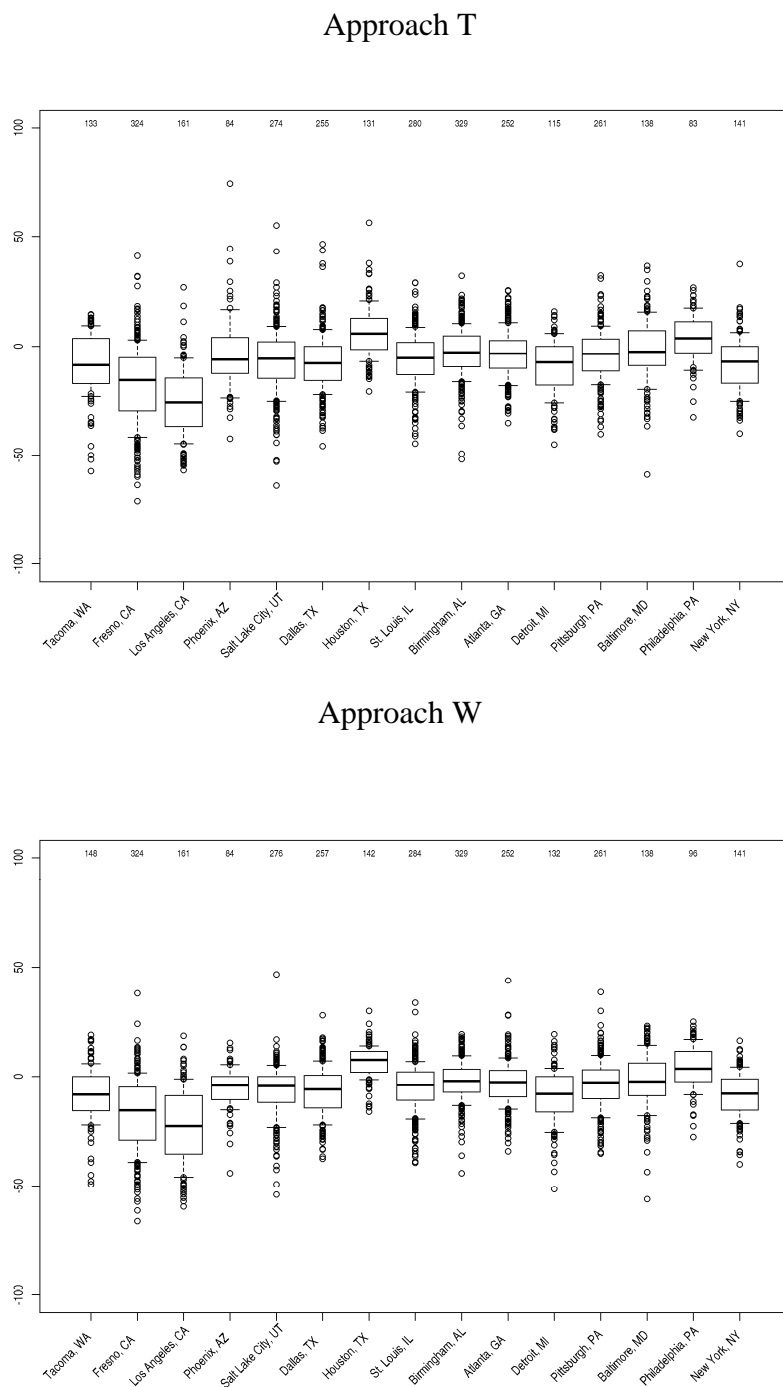 Approach T
133 324 161 84 274 255 131 280 329 252 115 261 138 83 141
100
50
0
-50
-100
Tacoma, WA Fresno, CA Los Angeles, CA Phoenix, AZ Salt Lake City, UT Dallas, TX Houston, TX St. Louis, IL Birmingham, AL Atlanta, GA Detroit, MI Pittsburgh, PA Baltimore, MD Philadelphia, PA New York, NY
Approach W
148 324 161 84 276 257 142 284 329 252 132 261 138 96 141
100
50
0
-50
-100
Tacoma, WA Fresno, CA Los Angeles, CA Phoenix, AZ Salt Lake City, UT Dallas, TX Houston, TX St. Louis, IL Birmingham, AL Atlanta, GA Detroit, MI Pittsburgh, PA Baltimore, MD Philadelphia, PA New York, NY